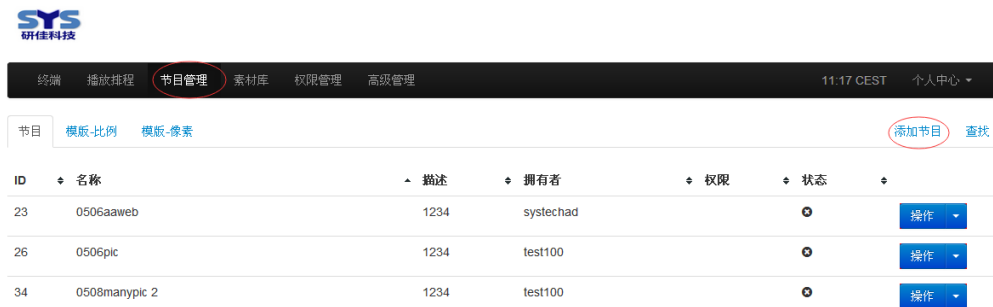 SYS
研佳科技
终端 播放排程 节目管理 素材库 权限管理 高级管理 11:17 CEST 个人中心
节目 模版-比例 模版-像素 添加节目 查找
ID 名称 描述 拥有者 权限 状态
23 0506aaweb 1234 systechad 操作
26 0506pic 1234 test100 操作
34 0508manypic 2 1234 test100 操作